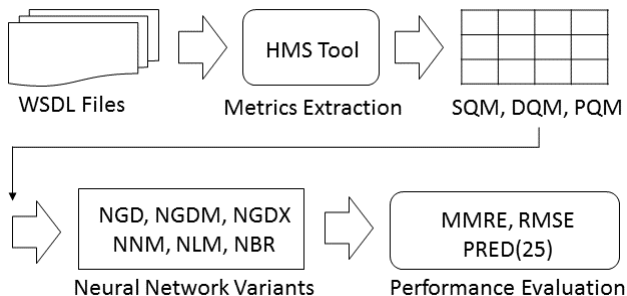 HMS Tool
WSDL Files
Metrics Extraction
SQM, DQM, PQM
NGD, NGDM, NGDX
NNM, NLM, NBR
MMRE, RMSE
PRED(25)
Neural Network Variants
Performance Evaluation